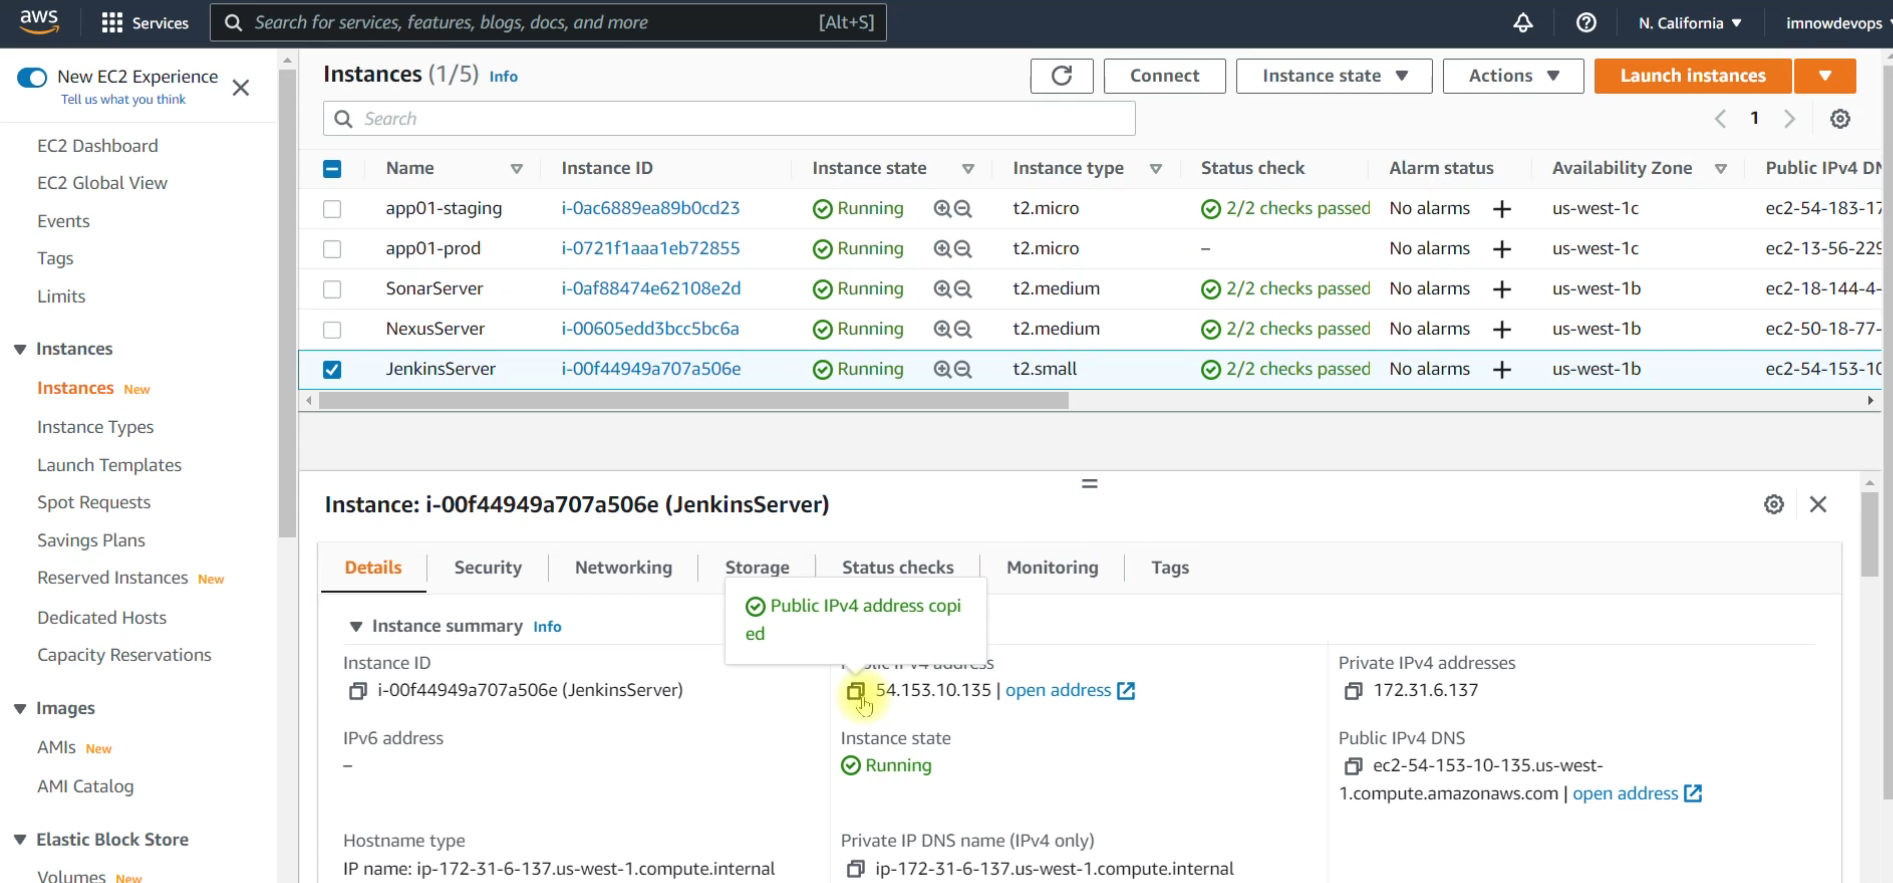 aws Services Search for services, features, blogs, docs, and more [Alt+S] N. California imnowdevops
New EC2 Experience
Tell us what you think
EC2 Dashboard
EC2 Global View
Events
Tags
Limits
Instances
Instances New
Instance Types
Launch Templates
Spot Requests
Savings Plans
Reserved Instances New
Dedicated Hosts
Capacity Reservations
Images
AMIs New
AMI Catalog
Elastic Block Store
Volumes New
Instances (1/5) Info Connect Instance state Actions Launch instances
Search 1
Name Instance ID Instance state Instance type Status check Alarm status Availability Zone Public IPv4
app01-staging i-0ac6889ea89b0cd23 Running t2.micro 2/2 checks passed No alarms + us-west-1c ec2-54-183-17
app01-prod i-0721f1aaa1eb72855 Running t2.micro – No alarms + us-west-1c ec2-13-56-229
SonarServer i-0af88474e62108e2d Running t2.medium 2/2 checks passed No alarms + us-west-1b ec2-18-144-4-
NexusServer i-00605edd3bcc5bc6a Running t2.medium 2/2 checks passed No alarms + us-west-1b ec2-50-18-77-
JenkinsServer i-00f44949a707a506e Running t2.small 2/2 checks passed No alarms + us-west-1b ec2-54-153-10
Instance: i-00f44949a707a506e (JenkinsServer)
Details Security Networking Storage Status checks Monitoring Tags
Public IPv4 address copi
ed
Instance summary Info
Instance ID
i-00f44949a707a506e (JenkinsServer)
Public IPv4 address
54.153.10.135 | open address
Private IPv4 addresses
172.31.6.137
IPv6 address
–
Instance state
Running
Public IPv4 DNS
ec2-54-153-10-135.us-west-
1.compute.amazonaws.com | open address
Hostname type
IP name: ip-172-31-6-137.us-west-1.compute.internal
Private IP DNS name (IPv4 only)
ip-172-31-6-137.us-west-1.compute.internal